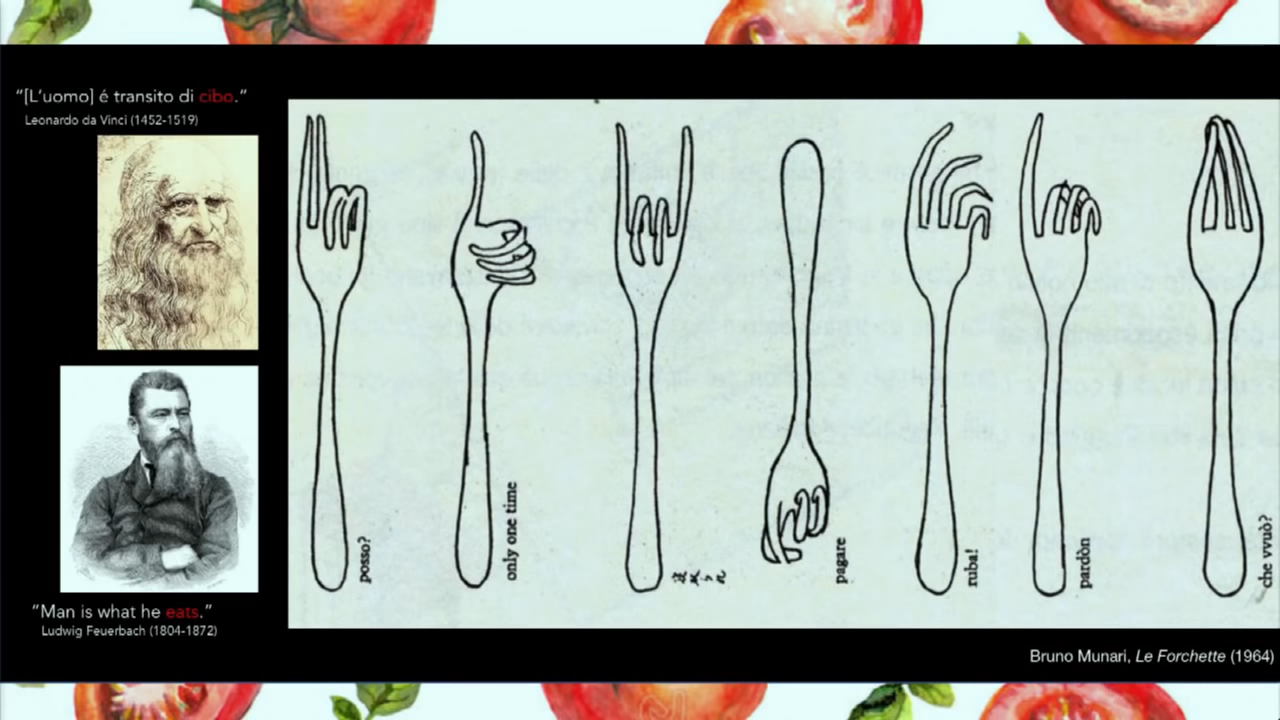 “[L’uomo] é transito di cibo.”
Leonardo da Vinci (1452-1519)
“Man is what he eats.”
Ludwig Feuerbach (1804-1872)
posso?
only one time
pagare
ruba!
pardòn
che vvuò?
Bruno Munari, Le Forchette (1964)